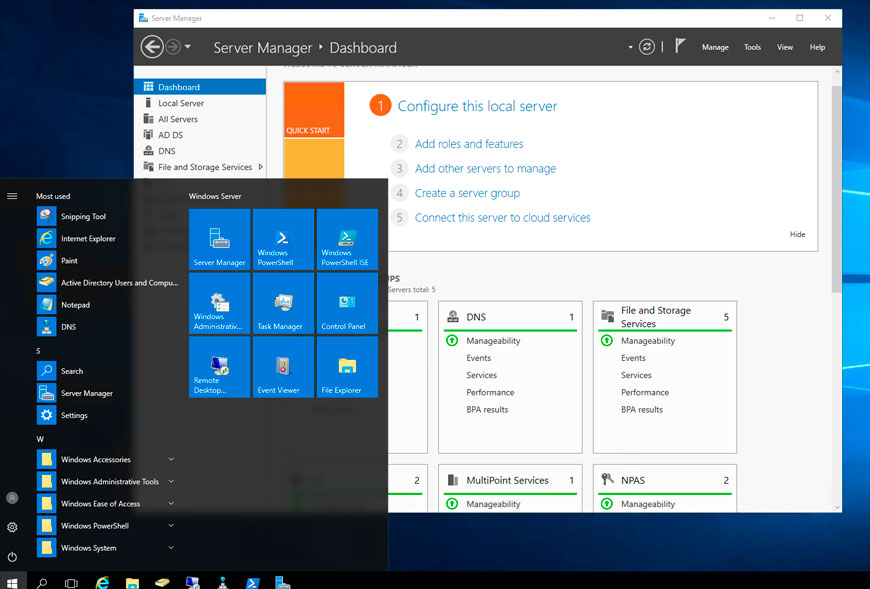 Server Manager
Server Manager ‣ Dashboard
Manage
Tools
View
Help
Dashboard
Local Server
All Servers
AD DS
DNS
File and Storage Services
QUICK START
1 Configure this local server
2 Add roles and features
3 Add other servers to manage
4 Create a server group
5 Connect this server to cloud services
Hide
Servers total: 5
1
DNS 1
Manageability
Events
Services
Performance
BPA results
File and Storage
Services 5
Manageability
Events
Services
Performance
BPA results
2
MultiPoint Services 1
Manageability
NPAS 2
Manageability
Most used
Snipping Tool
Internet Explorer
Paint
Active Directory Users and Compu...
Notepad
DNS
S
Search
Server Manager
Settings
W
Windows Accessories
Windows Administrative Tools
Windows Ease of Access
Windows PowerShell
Windows System
Windows Server
Server Manager
Windows
PowerShell
Windows
PowerShell ISE
Windows
Administrativ...
Task Manager
Control Panel
Remote
Desktop...
Event Viewer
File Explorer